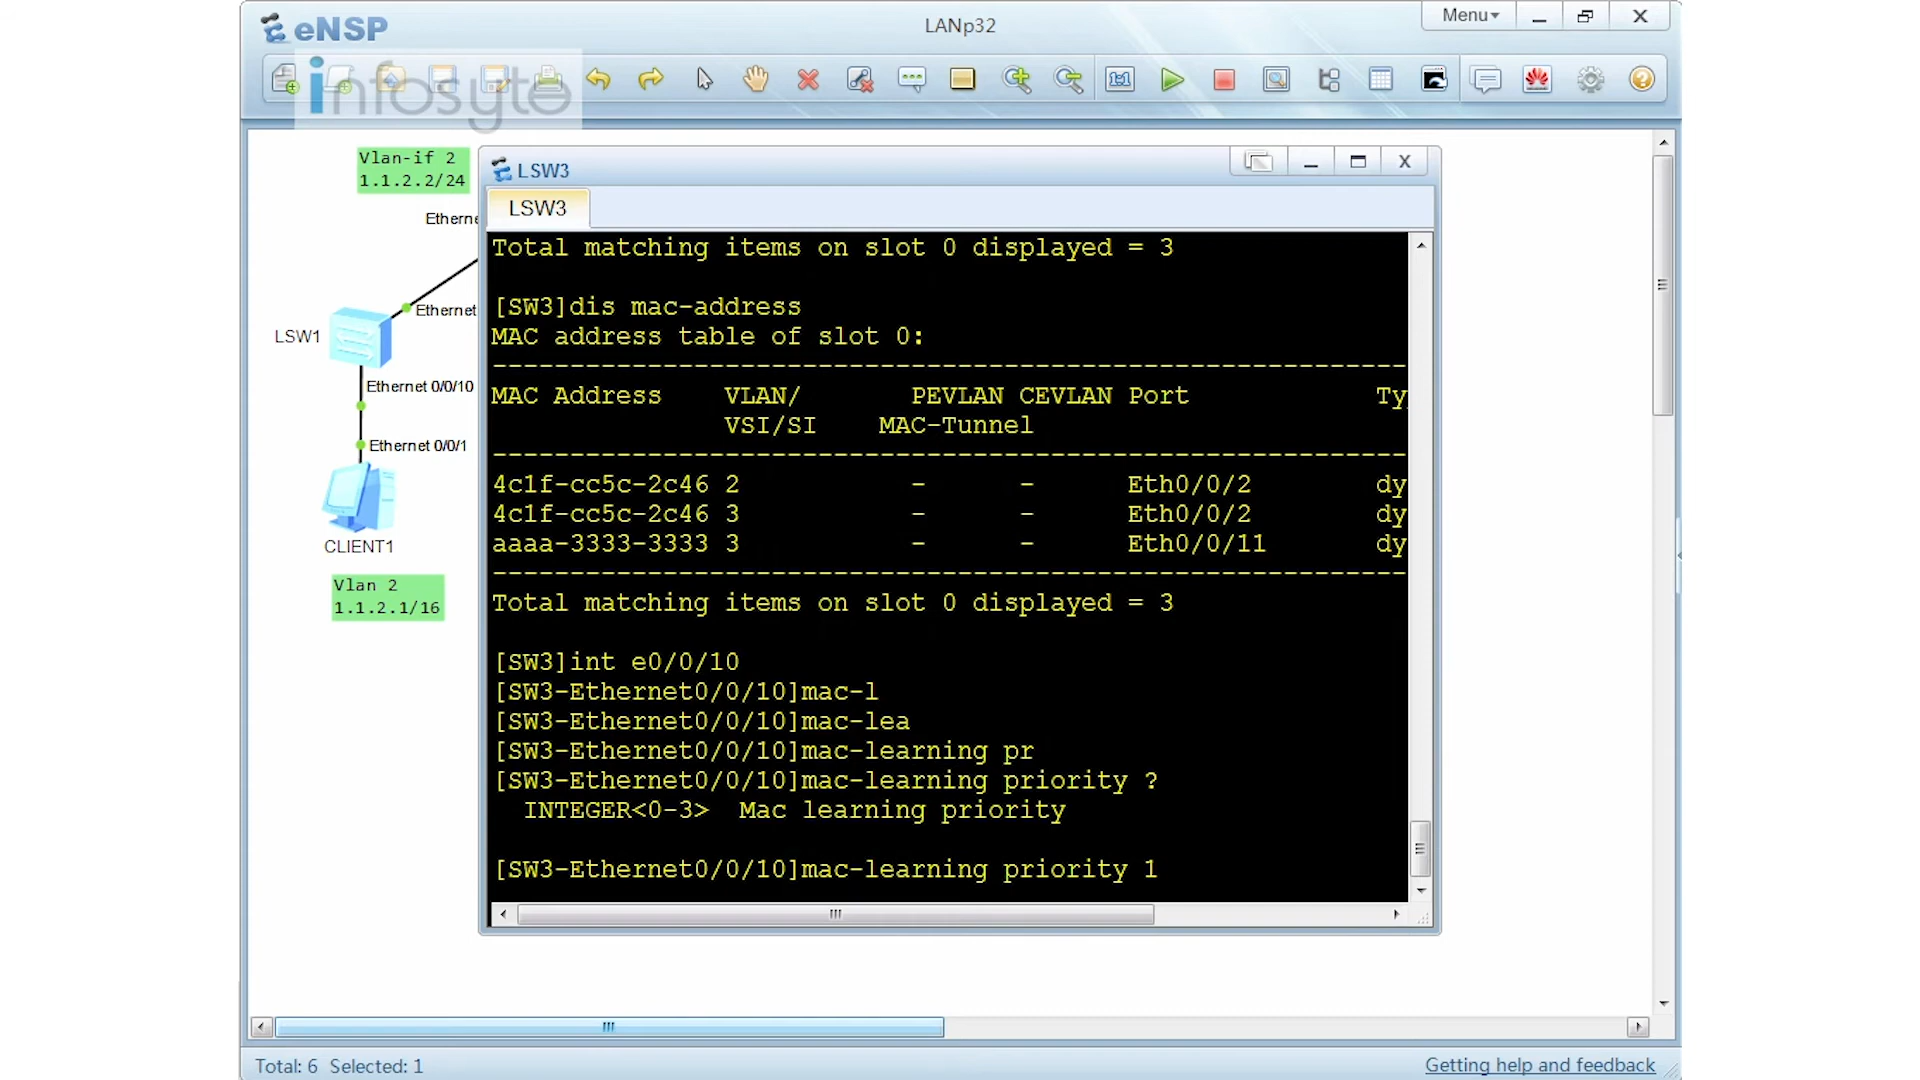 eNSP
LANp32
Menu
infosyte
Vlan-if 2
1.1.2.2/24
Etherne
LSW1
Ethernet
Ethernet 0/0/10
Ethernet 0/0/1
CLIENT1
Vlan 2
1.1.2.1/16
LSW3
LSW3
Total matching items on slot 0 displayed = 3
[SW3]dis mac-address
MAC address table of slot 0:
-------------------------------------------------------------------
MAC Address VLAN/ PEVLAN CEVLAN Port Ty
VSI/SI MAC-Tunnel
-------------------------------------------------------------------
4c1f-cc5c-2c46 2 - - Eth0/0/2 dy
4c1f-cc5c-2c46 3 - - Eth0/0/2 dy
aaaa-3333-3333 3 - - Eth0/0/11 dy
-------------------------------------------------------------------
Total matching items on slot 0 displayed = 3
[SW3]int e0/0/10
[SW3-Ethernet0/0/10]mac-l
[SW3-Ethernet0/0/10]mac-lea
[SW3-Ethernet0/0/10]mac-learning pr
[SW3-Ethernet0/0/10]mac-learning priority ?
INTEGER<0-3> Mac learning priority
[SW3-Ethernet0/0/10]mac-learning priority 1
Total: 6 Selected: 1
Getting help and feedback